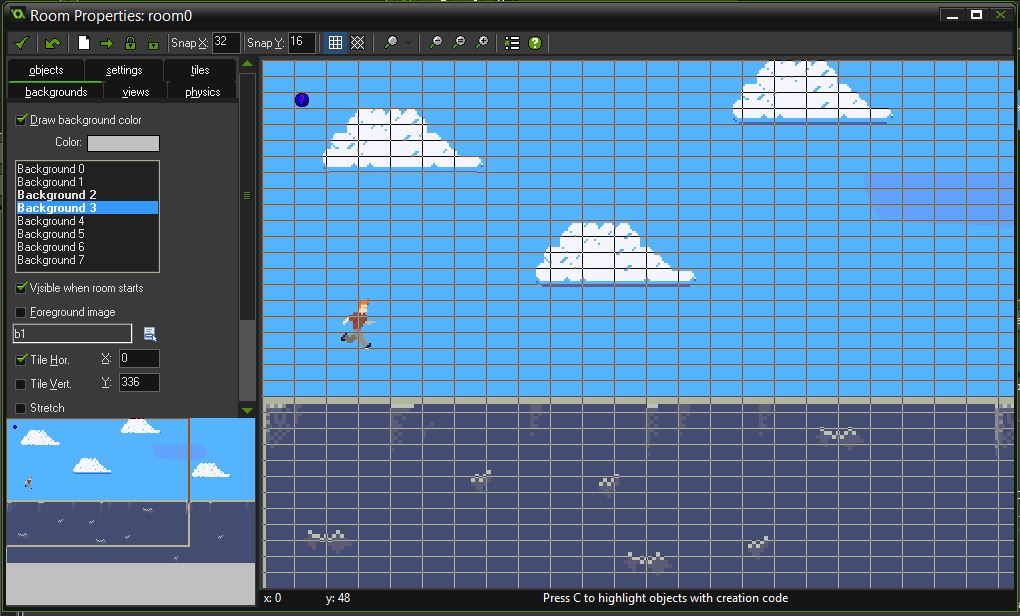 Room Properties: room0
Snap X: 32 Snap Y: 16
objects settings tiles
backgrounds views physics
Draw background color
Color:
Background 0
Background 1
Background 2
Background 3
Background 4
Background 5
Background 6
Background 7
Visible when room starts
Foreground image
b1
Tile Hor. X: 0
Tile Vert. Y: 336
Stretch
x: 0 y: 48 Press C to highlight objects with creation code